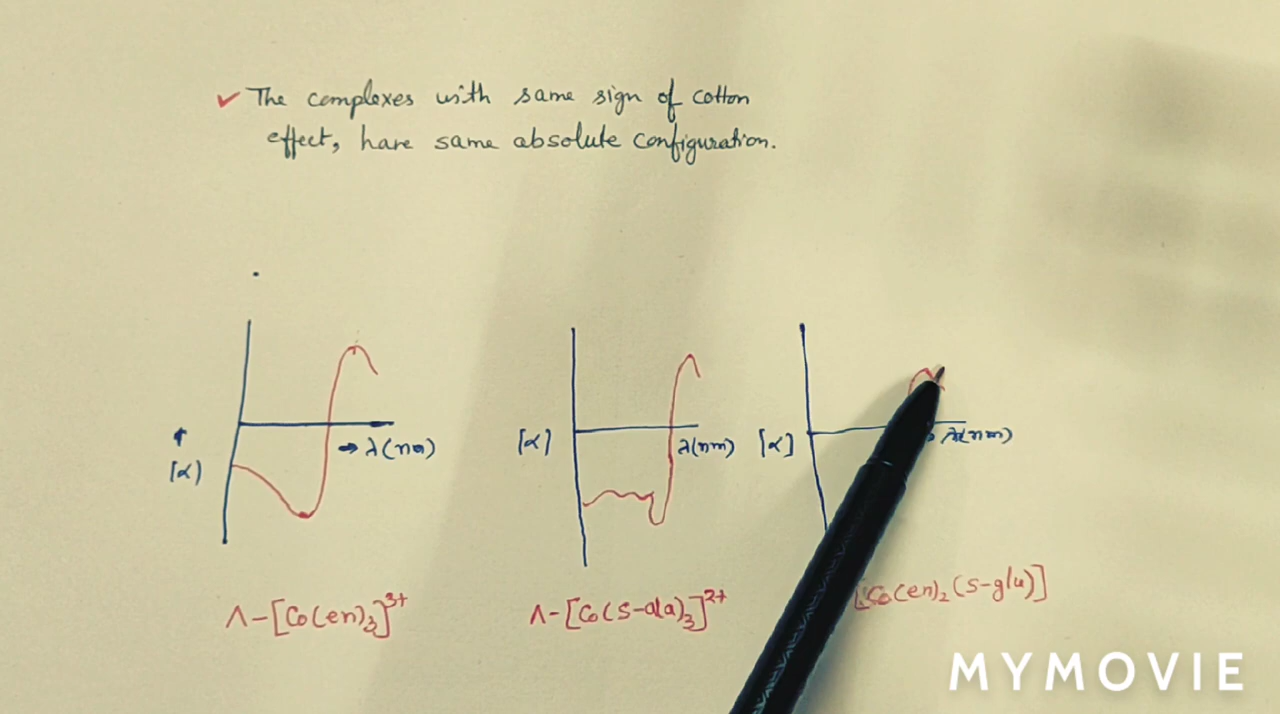 ✓ The complexes with same sign of cotton
effect, have same absolute configuration.
[α]
→ λ(nm)
[α]
λ(nm)
[α]
λ(nm)
Λ-[Co(en)₃]³⁺
Λ-[Co(S-ala)₃]²⁺
[Co(en)₂(S-glu)]
MYMOVIE